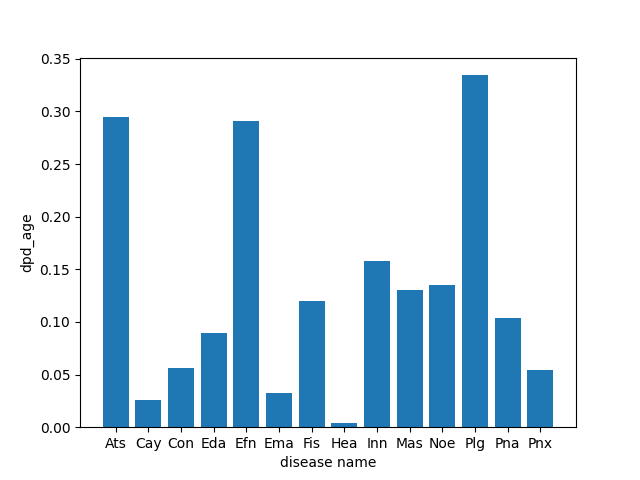 0.35
0.30
0.25
0.20
0.15
0.10
0.05
0.00
dpd_age
Ats Cay Con Eda Efn Ema Fis Hea Inn Mas Noe Plg Pna Pnx
disease name